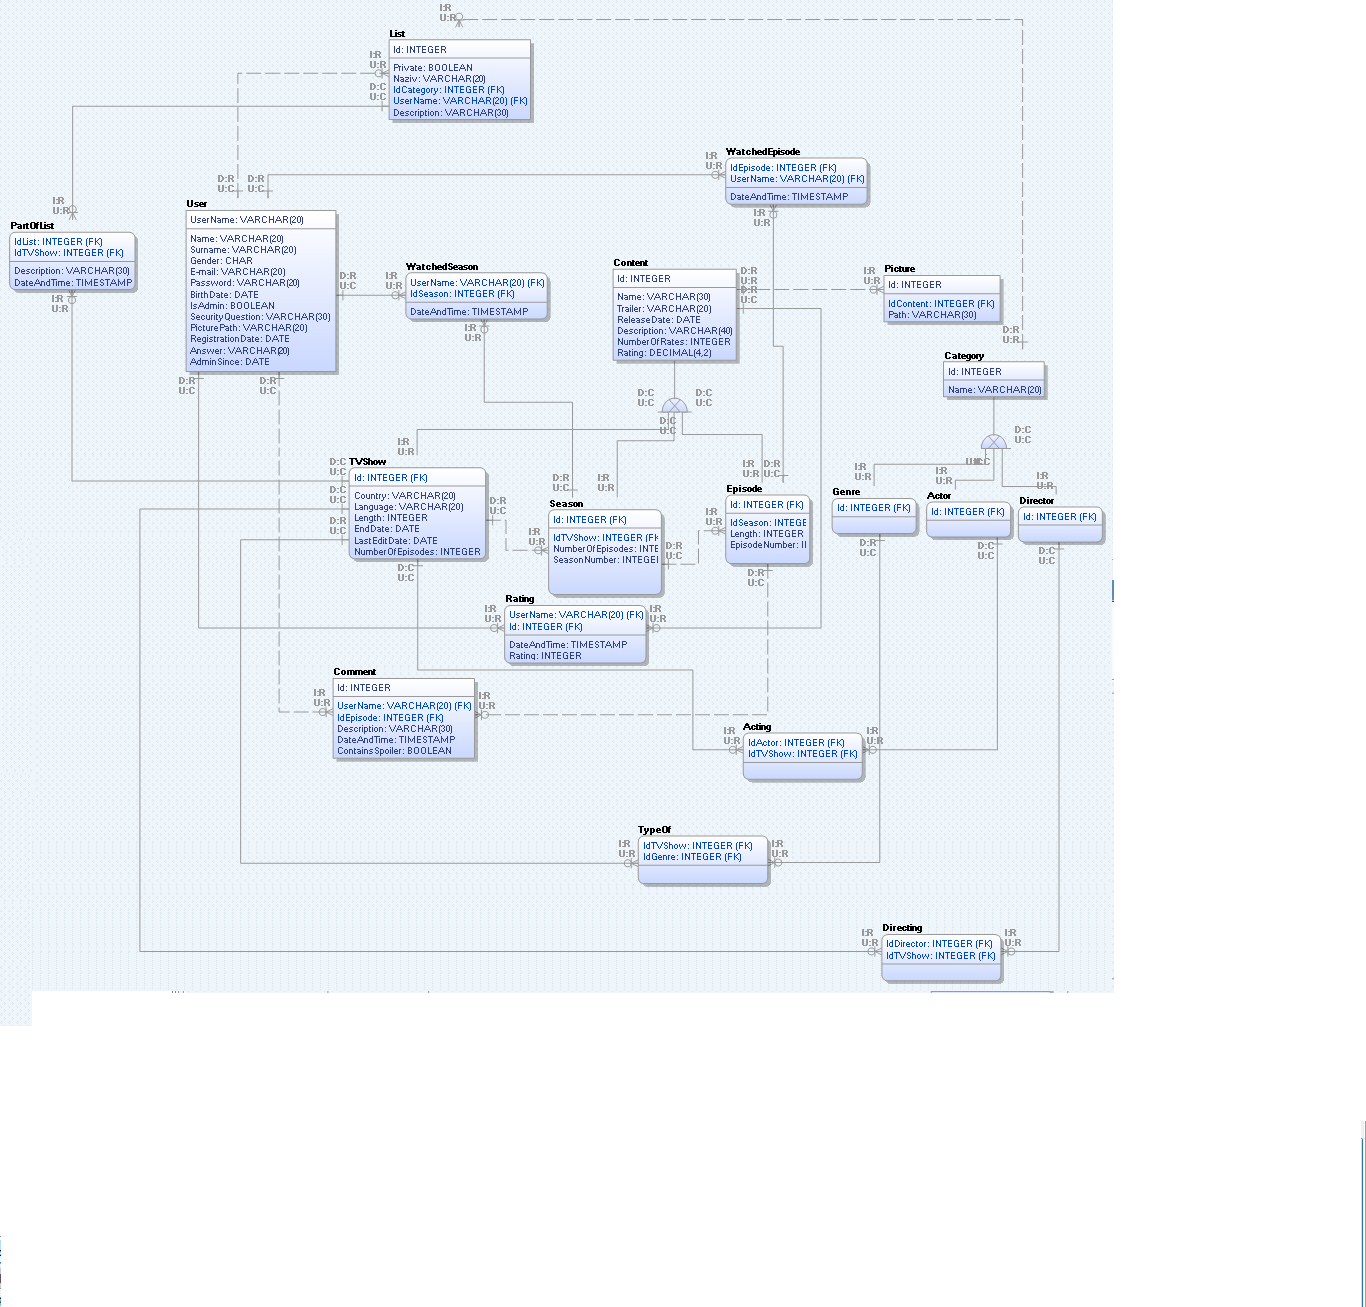 I:R
U:R
List
Id: INTEGER
Private: BOOLEAN
Naziv: VARCHAR(20)
IdCategory: INTEGER (FK)
UserName: VARCHAR(20) (FK)
Description: VARCHAR(30)
I:R
U:R
D:C
U:C
WatchedEpisode
IdEpisode: INTEGER (FK)
UserName: VARCHAR(20) (FK)
DateAndTime: TIMESTAMP
I:R
U:R
I:R
U:R
D:R
U:C
D:R
U:C
I:R
U:R
PartOfList
IdList: INTEGER (FK)
IdTVShow: INTEGER (FK)
Description: VARCHAR(30)
DateAndTime: TIMESTAMP
I:R
U:R
User
UserName: VARCHAR(20)
Name: VARCHAR(20)
Surname: VARCHAR(20)
Gender: CHAR
E-mail: VARCHAR(20)
Password: VARCHAR(20)
BirthDate: DATE
IsAdmin: BOOLEAN
SecurityQuestion: VARCHAR(30)
PicturePath: VARCHAR(20)
RegistrationDate: DATE
Answer: VARCHAR(20)
AdminSince: DATE
D:R
U:C
D:R
U:C
D:R
U:C
I:R
U:R
WatchedSeason
UserName: VARCHAR(20) (FK)
IdSeason: INTEGER (FK)
DateAndTime: TIMESTAMP
I:R
U:R
Content
Id: INTEGER
Name: VARCHAR(30)
Trailer: VARCHAR(20)
ReleaseDate: DATE
Description: VARCHAR(40)
NumberOfRates: INTEGER
Rating: DECIMAL(4,2)
D:R
U:C
D:R
U:C
I:R
U:R
Picture
Id: INTEGER
IdContent: INTEGER (FK)
Path: VARCHAR(30)
D:R
U:R
Category
Id: INTEGER
Name: VARCHAR(20)
D:C
U:C
D:C
U:C
D:C
U:C
D:C
U:C
I:R
U:R
D:C
U:C
D:C
U:C
D:R
U:C
TVShow
Id: INTEGER (FK)
Country: VARCHAR(20)
Language: VARCHAR(20)
Length: INTEGER
EndDate: DATE
LastEditDate: DATE
NumberOfEpisodes: INTEGER
D:R
U:C
D:C
U:C
I:R
U:R
D:R
U:C
I:R
U:R
Season
Id: INTEGER (FK)
IdTVShow: INTEGER (FK
NumberOfEpisodes: INTE
SeasonNumber: INTEGE
D:R
U:C
I:R
U:R
I:R
U:R
D:R
U:C
Episode
Id: INTEGER (FK)
IdSeason: INTEGE
Length: INTEGER
EpisodeNumber: II
D:R
U:C
I:R
U:R
Genre
Id: INTEGER (FK)
D:R
U:C
I:R
U:R
Actor
Id: INTEGER (FK)
D:C
U:C
I:R
U:R
Director
Id: INTEGER (FK)
D:C
U:C
I:R
U:R
Rating
UserName: VARCHAR(20) (FK)
Id: INTEGER (FK)
DateAndTime: TIMESTAMP
Rating: INTEGER
I:R
U:R
I:R
U:R
Comment
Id: INTEGER
UserName: VARCHAR(20) (FK)
IdEpisode: INTEGER (FK)
Description: VARCHAR(30)
DateAndTime: TIMESTAMP
ContainsSpoiler: BOOLEAN
I:R
U:R
I:R
U:R
Acting
IdActor: INTEGER (FK)
IdTVShow: INTEGER (FK)
I:R
U:R
I:R
U:R
TypeOf
IdTVShow: INTEGER (FK)
IdGenre: INTEGER (FK)
I:R
U:R
I:R
U:R
Directing
IdDirector: INTEGER (FK)
IdTVShow: INTEGER (FK)
I:R
U:R